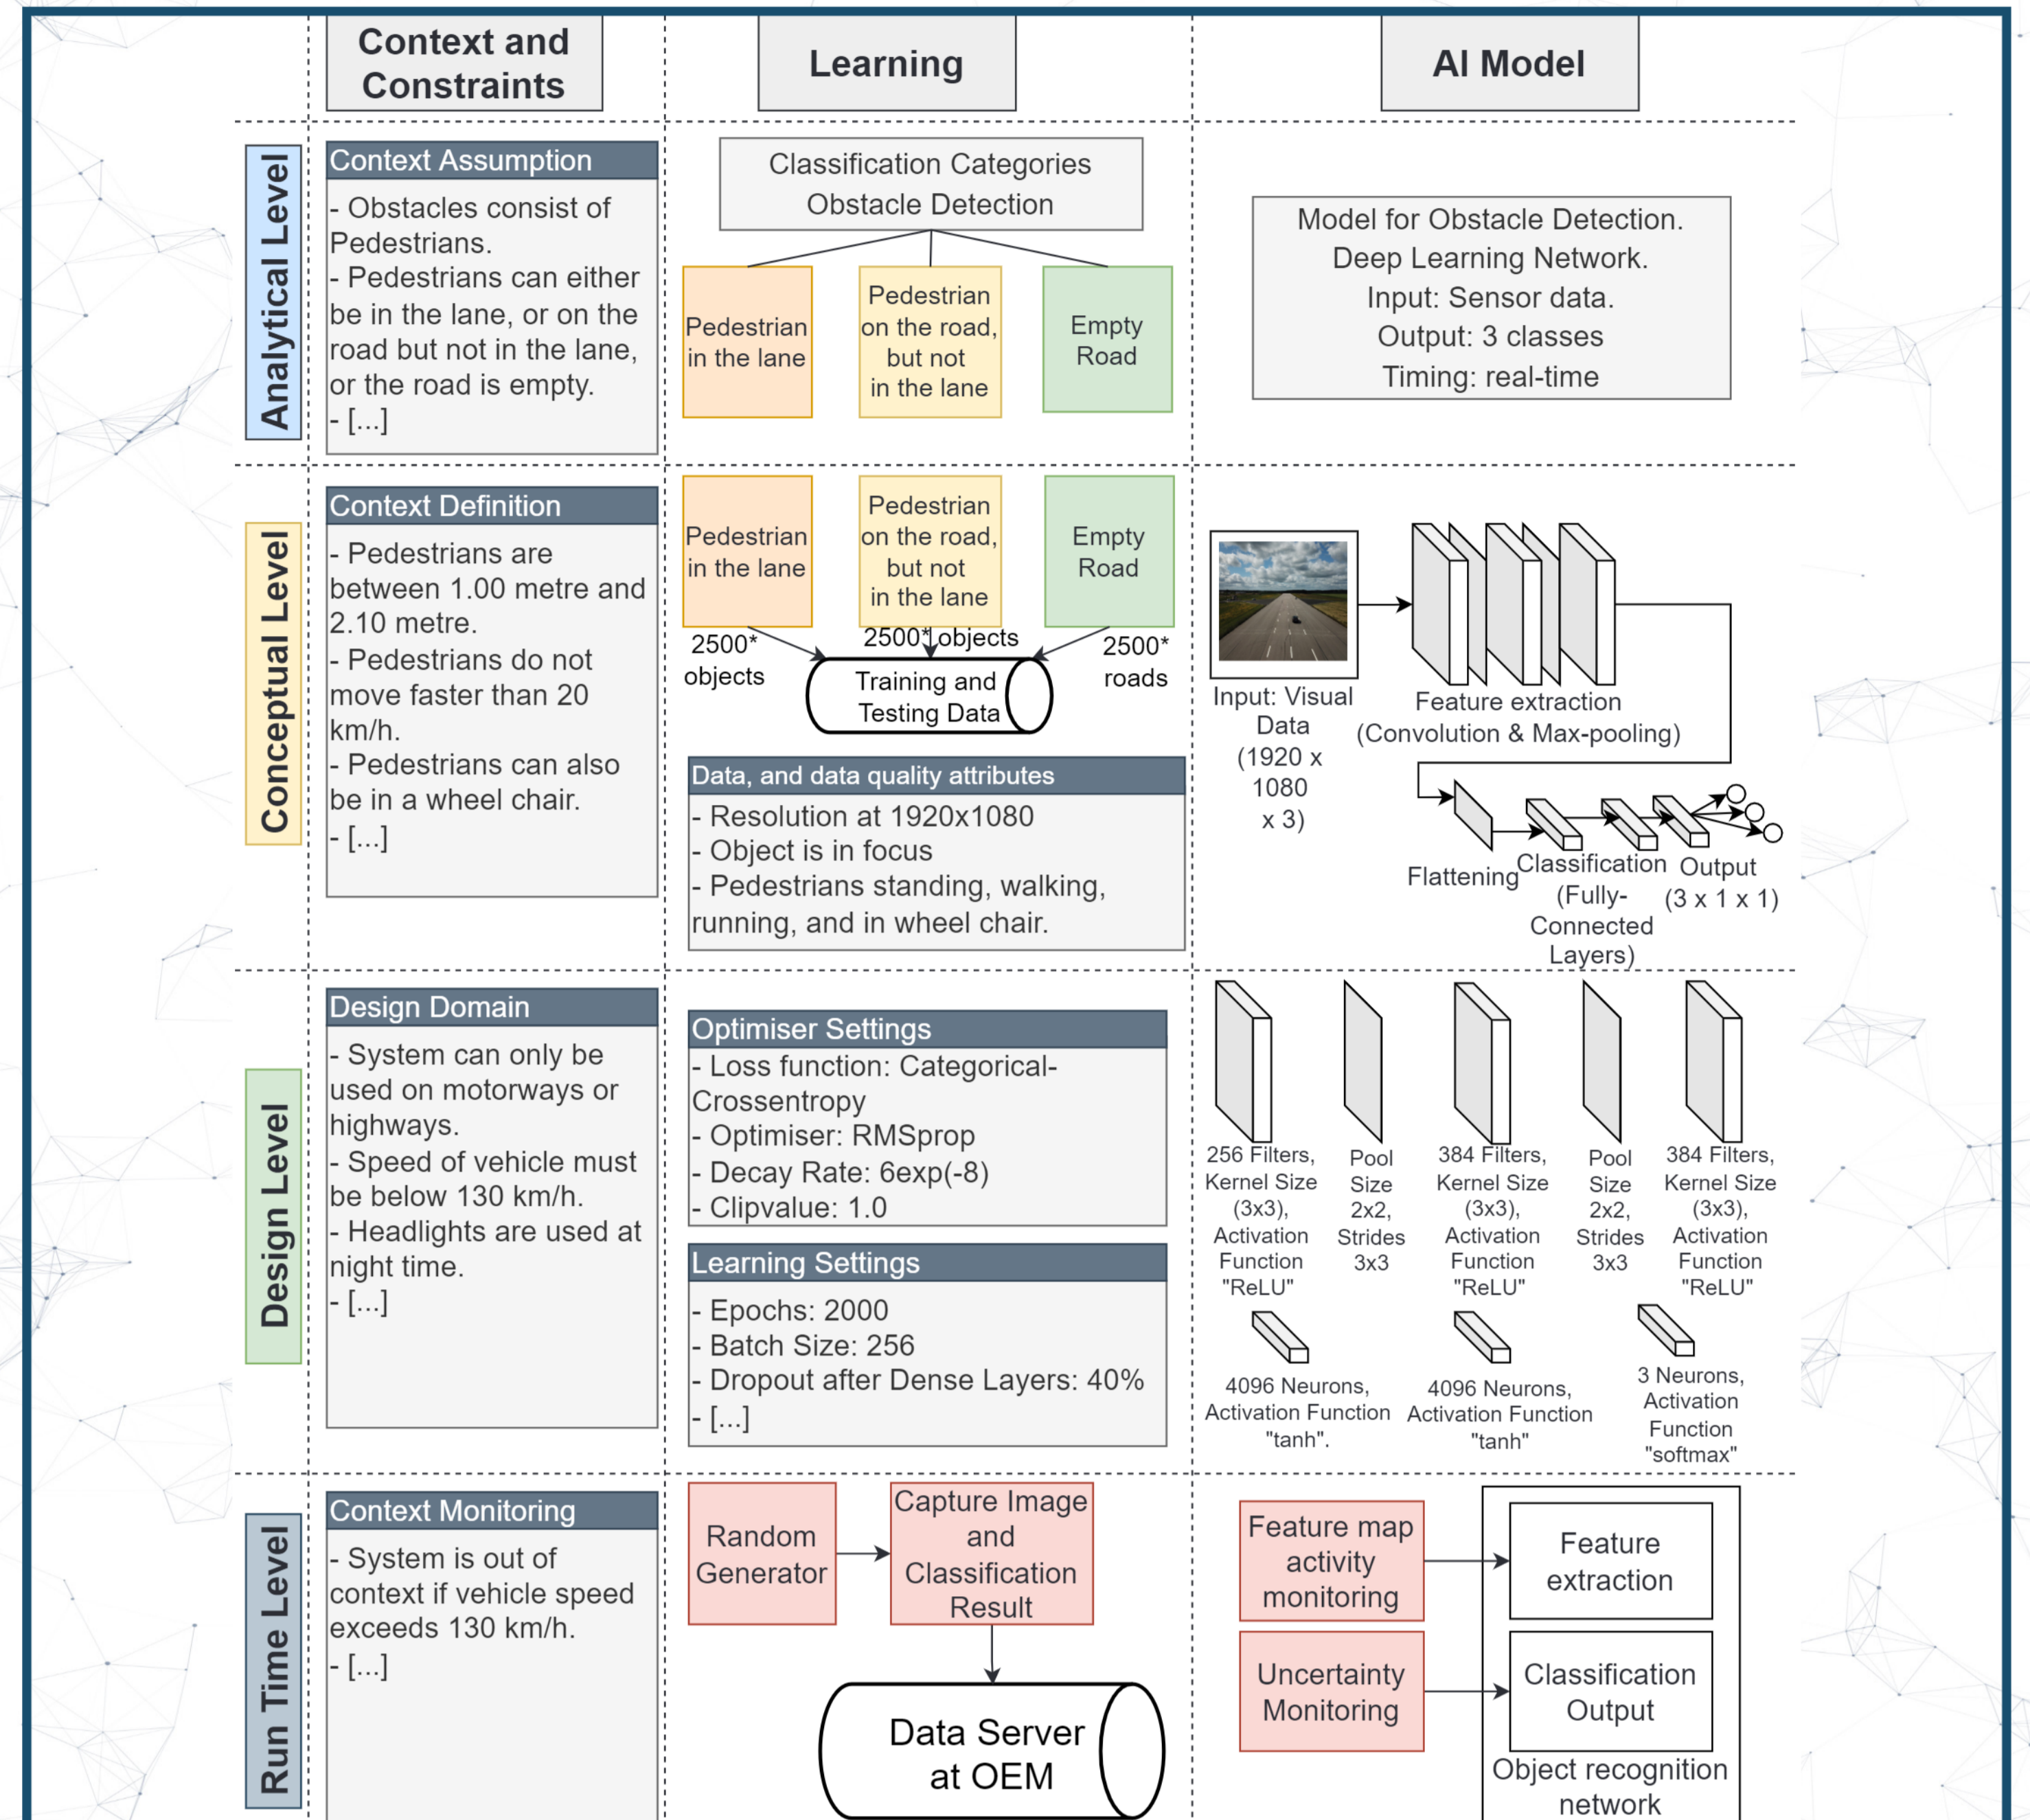 Context and
Constraints
Learning
AI Model
Analytical Level
Context Assumption
- Obstacles consist of
Pedestrians.
- Pedestrians can either
be in the lane, or on the
road but not in the lane,
or the road is empty.
- [...]
Classification Categories
Obstacle Detection
Pedestrian
in the lane
Pedestrian
on the road,
but not
in the lane
Empty
Road
Model for Obstacle Detection.
Deep Learning Network.
Input: Sensor data.
Output: 3 classes
Timing: real-time
Conceptual Level
Context Definition
- Pedestrians are
between 1.00 metre and
2.10 metre.
- Pedestrians do not
move faster than 20
km/h.
- Pedestrians can also
be in a wheel chair.
- [...]
Pedestrian
in the lane
Pedestrian
on the road,
but not
in the lane
Empty
Road
2500*
objects
2500* objects
2500*
roads
Training and
Testing Data
Data, and data quality attributes
- Resolution at 1920x1080
- Object is in focus
- Pedestrians standing, walking,
running, and in wheel chair.
Input: Visual
Data
(1920 x
1080
x 3)
Feature extraction
(Convolution & Max-pooling)
Flattening
Classification
(Fully-
Connected
Layers)
Output
(3 x 1 x 1)
Design Level
Design Domain
- System can only be
used on motorways or
highways.
- Speed of vehicle must
be below 130 km/h.
- Headlights are used at
night time.
- [...]
Optimiser Settings
- Loss function: Categorical-
Crossentropy
- Optimiser: RMSprop
- Decay Rate: 6exp(-8)
- Clipvalue: 1.0
Learning Settings
- Epochs: 2000
- Batch Size: 256
- Dropout after Dense Layers: 40%
- [...]
256 Filters,
Kernel Size
(3x3),
Activation
Function
"ReLU"
Pool
Size
2x2,
Strides
3x3
384 Filters,
Kernel Size
(3x3),
Activation
Function
"ReLU"
Pool
Size
2x2,
Strides
3x3
384 Filters,
Kernel Size
(3x3),
Activation
Function
"ReLU"
4096 Neurons,
Activation Function
"tanh".
4096 Neurons,
Activation Function
"tanh"
3 Neurons,
Activation
Function
"softmax"
Run Time Level
Context Monitoring
- System is out of
context if vehicle speed
exceeds 130 km/h.
- [...]
Random
Generator
Capture Image
and
Classification
Result
Data Server
at OEM
Feature map
activity
monitoring
Feature
extraction
Uncertainty
Monitoring
Classification
Output
Object recognition
network